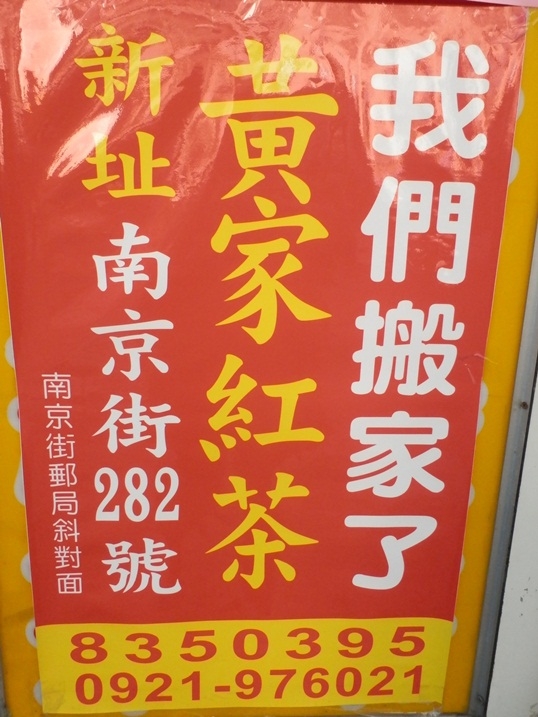 我們搬家了
黃家紅茶
新址 南京街282號
南京街郵局斜對面
8350395
0921-976021